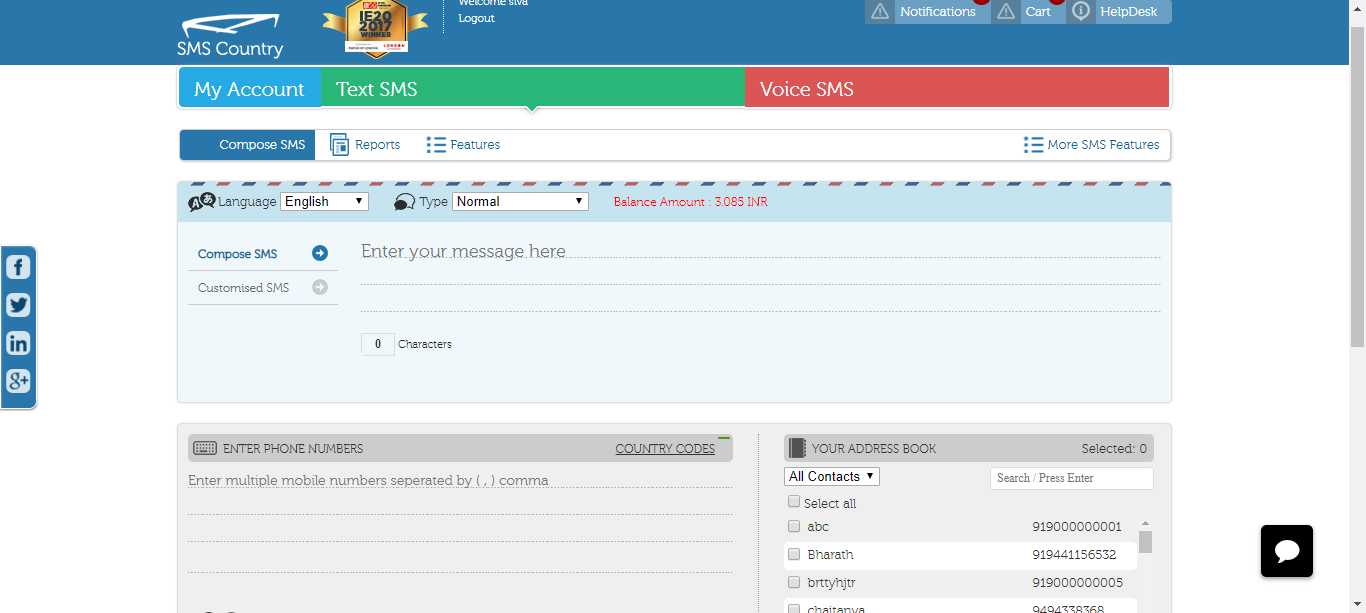 Welcome siva
Logout
Notifications
Cart
HelpDesk
SMS Country
IE20
2017
WINNER
My Account
Text SMS
Voice SMS
Compose SMS
Reports
Features
More SMS Features
Language
English
Type
Normal
Balance Amount : 3.085 INR
Compose SMS
Enter your message here
Customised SMS
0 Characters
ENTER PHONE NUMBERS
COUNTRY CODES
Enter multiple mobile numbers seperated by ( , ) comma
YOUR ADDRESS BOOK
Selected: 0
All Contacts
Search / Press Enter
Select all
abc 919000000001
Bharath 919441156532
brttyhjtr 919000000005
chaitanya 9494338368